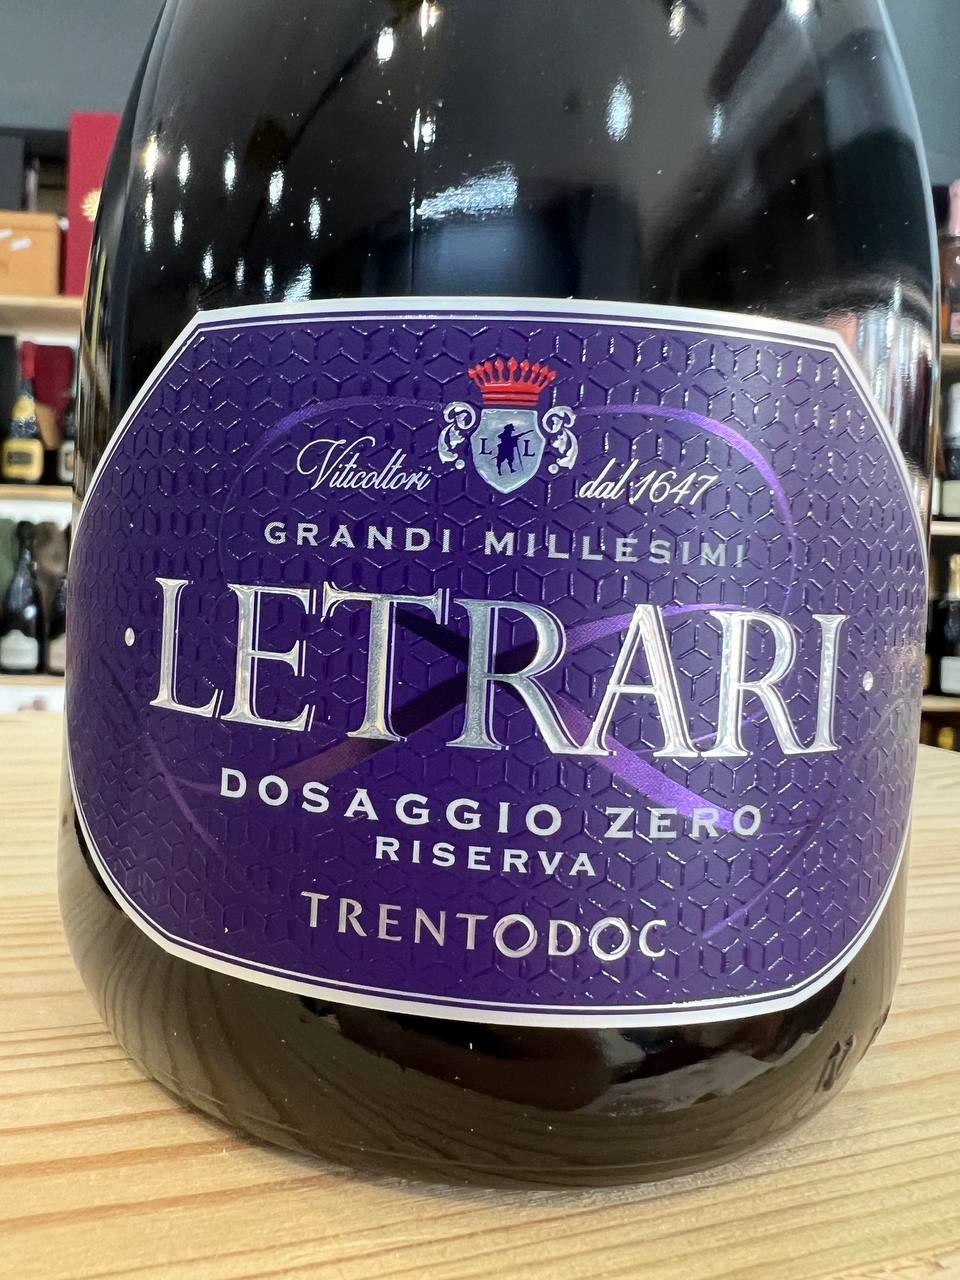 L L
Viticoltori dal 1647
GRANDI MILLESIMI
LETRARI
DOSAGGIO ZERO
RISERVA
TRENTODOC